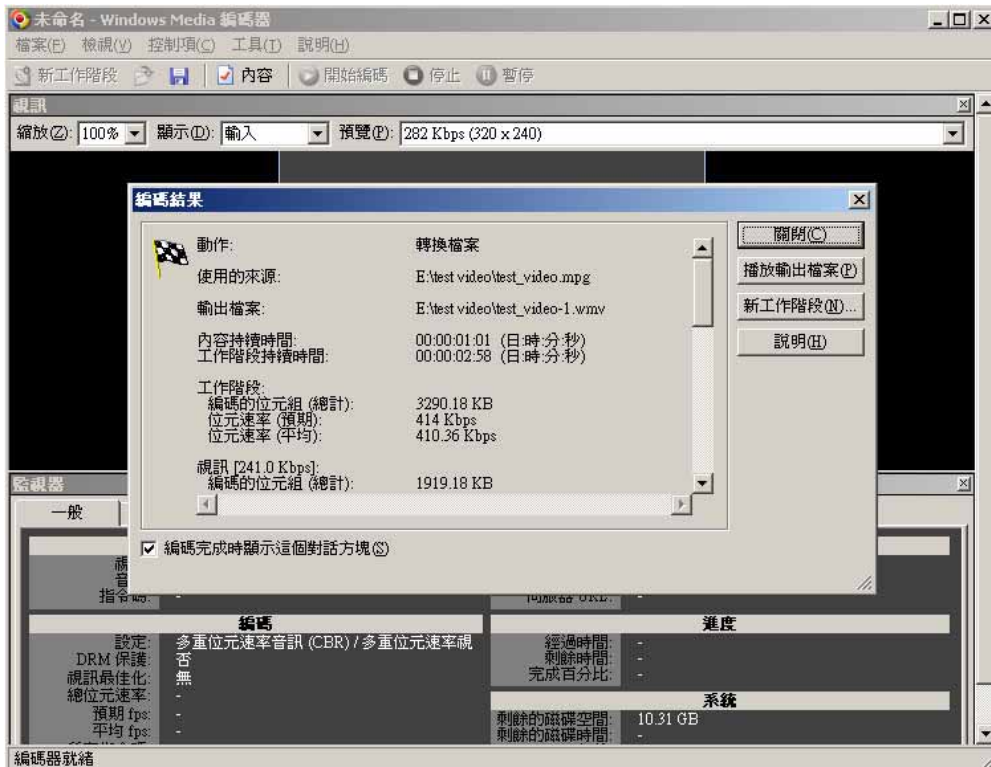 未命名 - Windows Media 編碼器
檔案(F) 檢視(V) 控制項(C) 工具(T) 說明(H)
新工作階段 內容 開始編碼 停止 暫停
視訊
縮放(Z): 100% 顯示(D): 輸入 預覽(P): 282 Kbps (320 x 240)
編碼結果
動作: 轉換檔案
使用的來源: E:\test video\test_video.mpg
輸出檔案: E:\test video\test_video-1.wmv
內容持續時間: 00:00:01:01 (日:時:分:秒)
工作階段持續時間: 00:00:02:58 (日:時:分:秒)
工作階段:
編碼的位元組 (總計): 3290.18 KB
位元速率 (預期): 414 Kbps
位元速率 (平均): 410.36 Kbps
視訊 [241.0 Kbps]:
編碼的位元組 (總計): 1919.18 KB
關閉(C)
播放輸出檔案(P)
新工作階段(N)...
說明(H)
編碼完成時顯示這個對話方塊(S)
監視器
一般
編碼
設定: 多重位元速率音訊 (CBR) / 多重位元速率視
DRM 保護: 否
視訊最佳化: 無
總位元速率: -
預期 fps: -
平均 fps: -
進度
經過時間: -
剩餘時間: -
完成百分比: -
系統
剩餘的磁碟空間: 10.31 GB
剩餘的磁碟時間: -
編碼器就緒